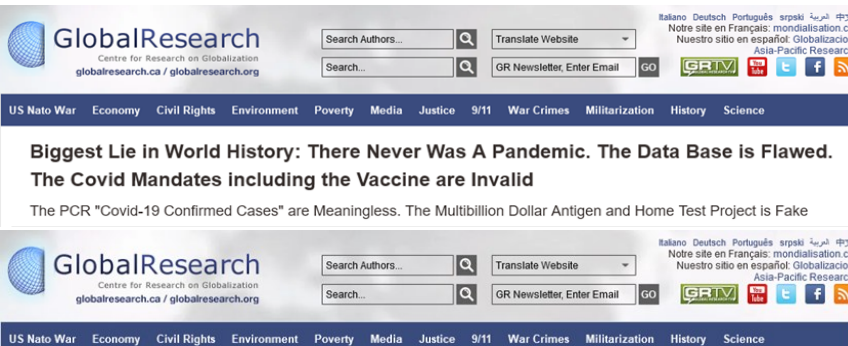 Italiano Deutsch Português srpski العربية
Notre site en Français: mondialisation.c
Nuestro sitio en español: Globalizacio
Asia-Pacific Researc
GlobalResearch
Centre for Research on Globalization
globalresearch.ca / globalresearch.org
Search Authors...
Translate Website
Search...
GR Newsletter, Enter Email GO
GRTV
You Tube
US Nato War Economy Civil Rights Environment Poverty Media Justice 9/11 War Crimes Militarization History Science
Biggest Lie in World History: There Never Was A Pandemic. The Data Base is Flawed.
The Covid Mandates including the Vaccine are Invalid
The PCR "Covid-19 Confirmed Cases" are Meaningless. The Multibillion Dollar Antigen and Home Test Project is Fake
Italiano Deutsch Português srpski العربية
Notre site en Français: mondialisation.c
Nuestro sitio en español: Globalizacio
Asia-Pacific Researc
GlobalResearch
Centre for Research on Globalization
globalresearch.ca / globalresearch.org
Search Authors...
Translate Website
Search...
GR Newsletter, Enter Email GO
GRTV
You Tube
US Nato War Economy Civil Rights Environment Poverty Media Justice 9/11 War Crimes Militarization History Science